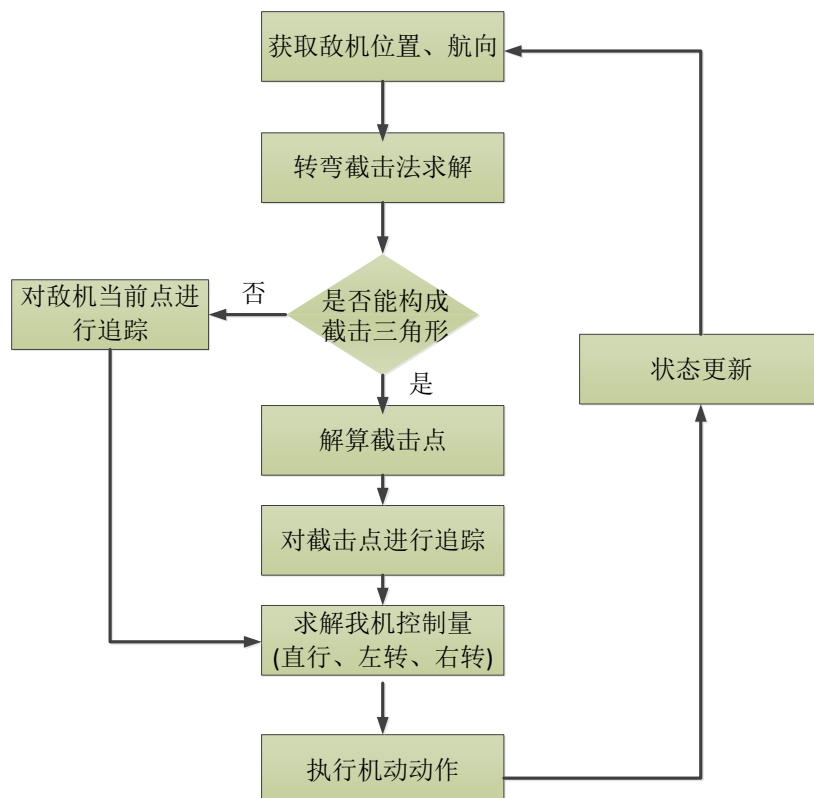 获取敌机位置、航向
转弯截击法求解
是否能构成
截击三角形
否
对敌机当前点进
行追踪
是
状态更新
解算截击点
对截击点进行追踪
求解我机控制量
(直行、左转、右转)
执行机动动作